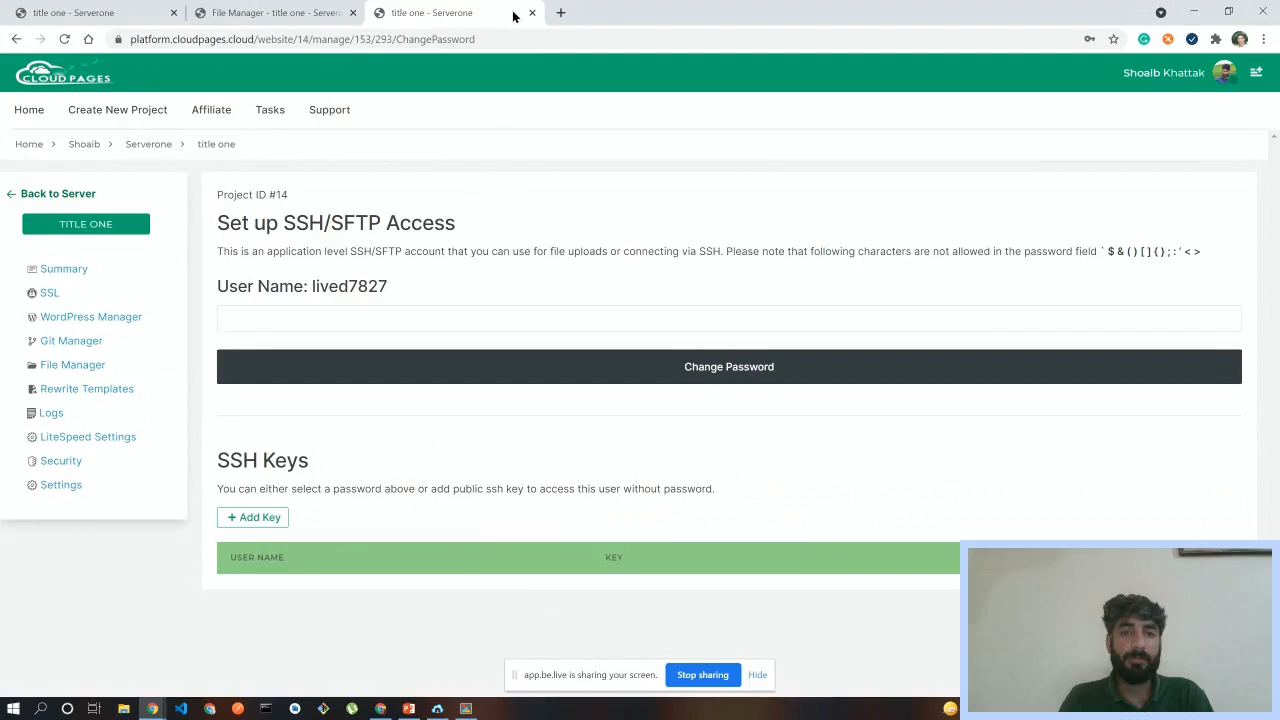 title one - Serverone
File Manager - title one - Servero
title one - Serverone
platform.cloudpages.cloud/website/14/manage/153/293/ChangePassword
CLOUD PAGES
Shoaib Khattak
Home Create New Project Affiliate Tasks Support
Home > Shoaib > Serverone > title one
Back to Server
TITLE ONE
Summary
SSL
WordPress Manager
Git Manager
File Manager
Rewrite Templates
Logs
LiteSpeed Settings
Security
Settings
Project ID #14
Set up SSH/SFTP Access
This is an application level SSH/SFTP account that you can use for file uploads or connecting via SSH. Please note that following characters are not allowed in the password field ` $ & ( ) [ ] { } ; : ' < >
User Name: lived7827
Change Password
SSH Keys
You can either select a password above or add public ssh key to access this user without password.
+ Add Key
USER NAME KEY
app.be.live is sharing your screen. Stop sharing Hide